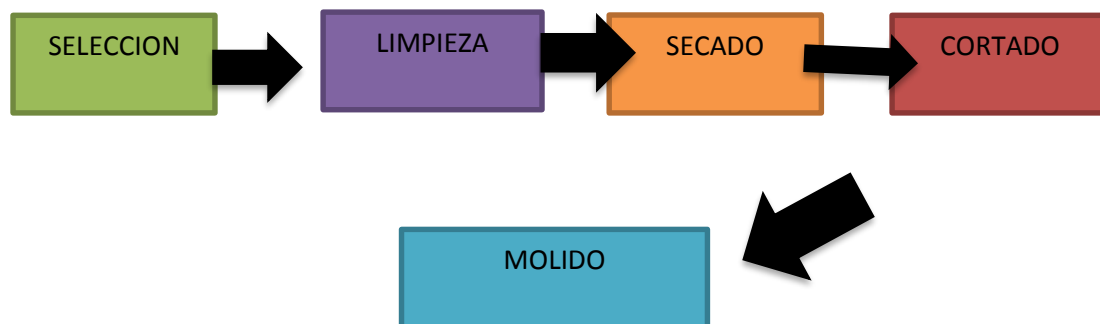 SELECCION
LIMPIEZA
SECADO
CORTADO
MOLIDO